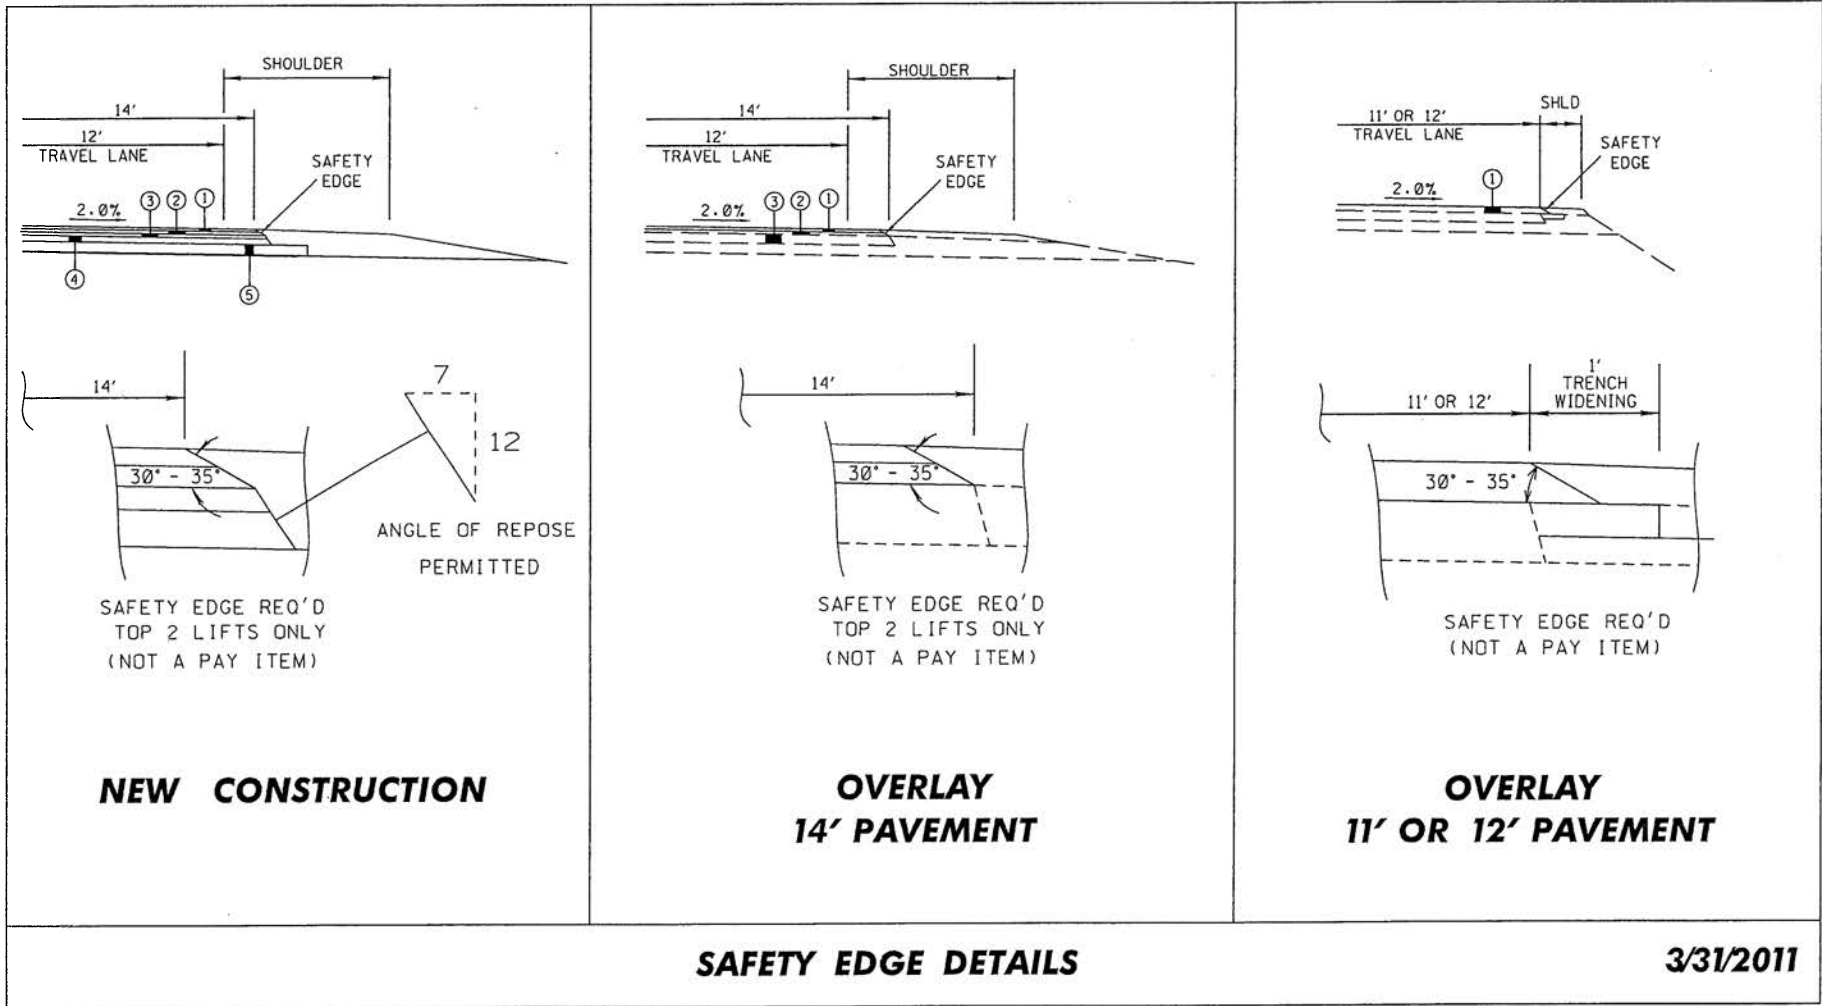 SHOULDER
14'
12'
TRAVEL LANE
SAFETY
EDGE
2.0%
3
2
1
4
5
14'
7
12
30° - 35°
ANGLE OF REPOSE
PERMITTED
SAFETY EDGE REQ'D
TOP 2 LIFTS ONLY
(NOT A PAY ITEM)
NEW CONSTRUCTION
SHOULDER
14'
12'
TRAVEL LANE
SAFETY
EDGE
2.0%
3
2
1
14'
30° - 35°
SAFETY EDGE REQ'D
TOP 2 LIFTS ONLY
(NOT A PAY ITEM)
OVERLAY
14' PAVEMENT
SHLD
11' OR 12'
TRAVEL LANE
SAFETY
EDGE
2.0%
1
1'
TRENCH
WIDENING
11' OR 12'
30° - 35°
SAFETY EDGE REQ'D
(NOT A PAY ITEM)
OVERLAY
11' OR 12' PAVEMENT
SAFETY EDGE DETAILS
3/31/2011